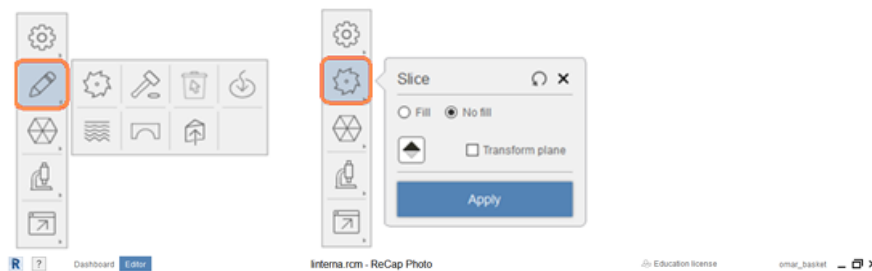 Slice
Fill No fill
Transform plane
Apply
R ? Dashboard Editor linterna.rcm - ReCap Photo Education license omar_basket